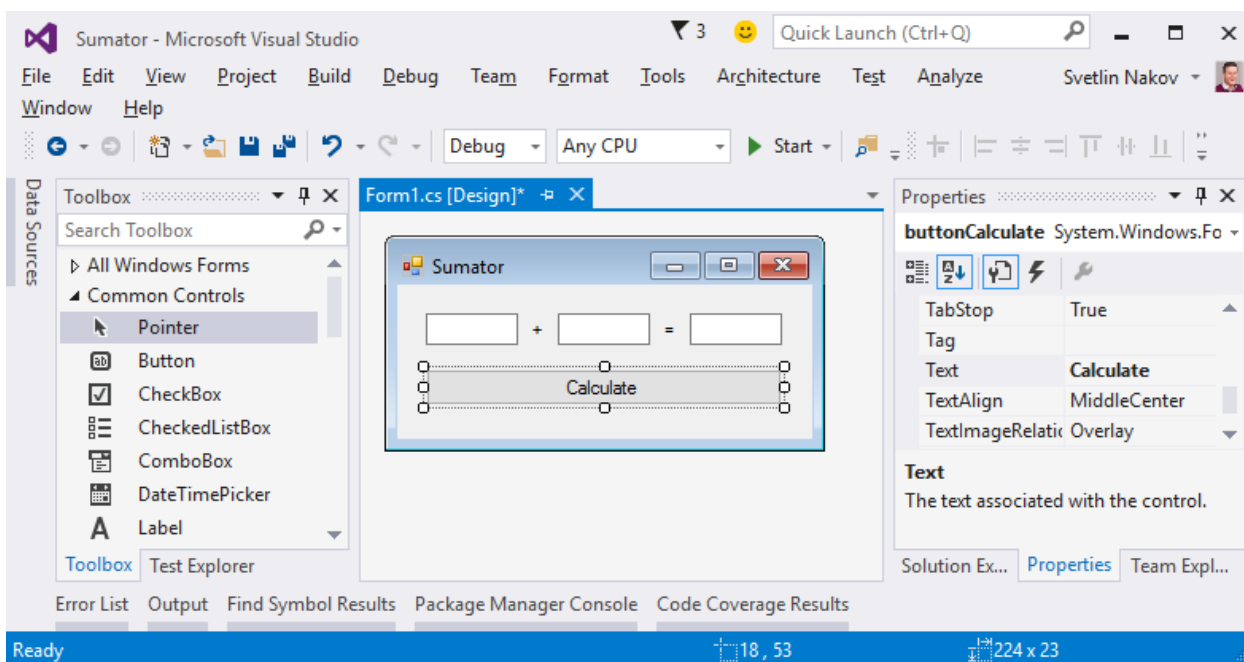 Sumator - Microsoft Visual Studio
3
Quick Launch (Ctrl+Q)
File Edit View Project Build Debug Team Format Tools Architecture Test Analyze Svetlin Nakov
Window Help
Debug Any CPU Start
Data Sources
Toolbox
Search Toolbox
All Windows Forms
Common Controls
Pointer
Button
CheckBox
CheckedListBox
ComboBox
DateTimePicker
A Label
Toolbox Test Explorer
Form1.cs [Design]*
Sumator
+ =
Calculate
Properties
buttonCalculate System.Windows.Fo
TabStop True
Tag
Text Calculate
TextAlign MiddleCenter
TextImageRelatic Overlay
Text
The text associated with the control.
Solution Ex... Properties Team Expl...
Error List Output Find Symbol Results Package Manager Console Code Coverage Results
Ready 18 , 53 224 x 23